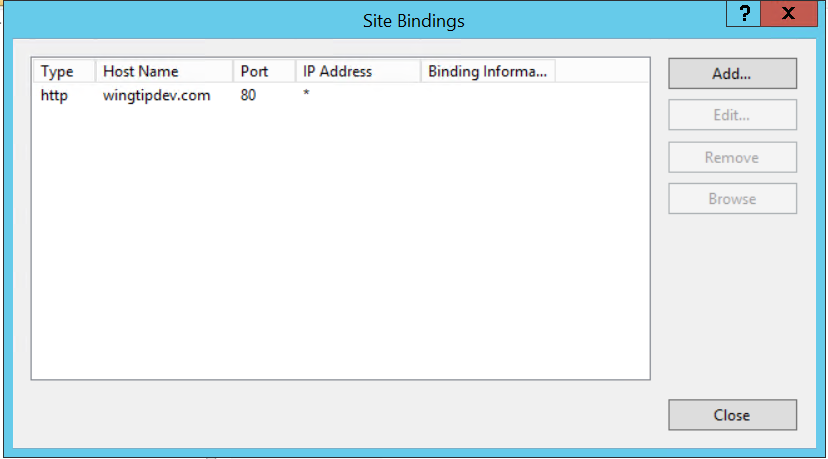 Site Bindings
? X
Type Host Name Port IP Address Binding Informa...
http wingtipdev.com 80 *
Add...
Edit...
Remove
Browse
Close